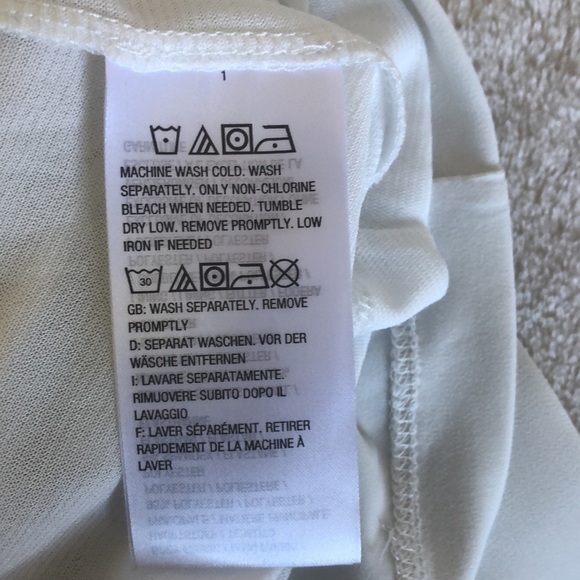 1
MACHINE WASH COLD. WASH
SEPARATELY. ONLY NON-CHLORINE
BLEACH WHEN NEEDED. TUMBLE
DRY LOW. REMOVE PROMPTLY. LOW
IRON IF NEEDED
30
GB: WASH SEPARATELY. REMOVE
PROMPTLY
D: SEPARAT WASCHEN. VOR DER
WÄSCHE ENTFERNEN
I: LAVARE SEPARATAMENTE.
RIMUOVERE SUBITO DOPO IL
LAVAGGIO
F: LAVER SÉPARÉMENT. RETIRER
RAPIDEMENT DE LA MACHINE À
LAVER